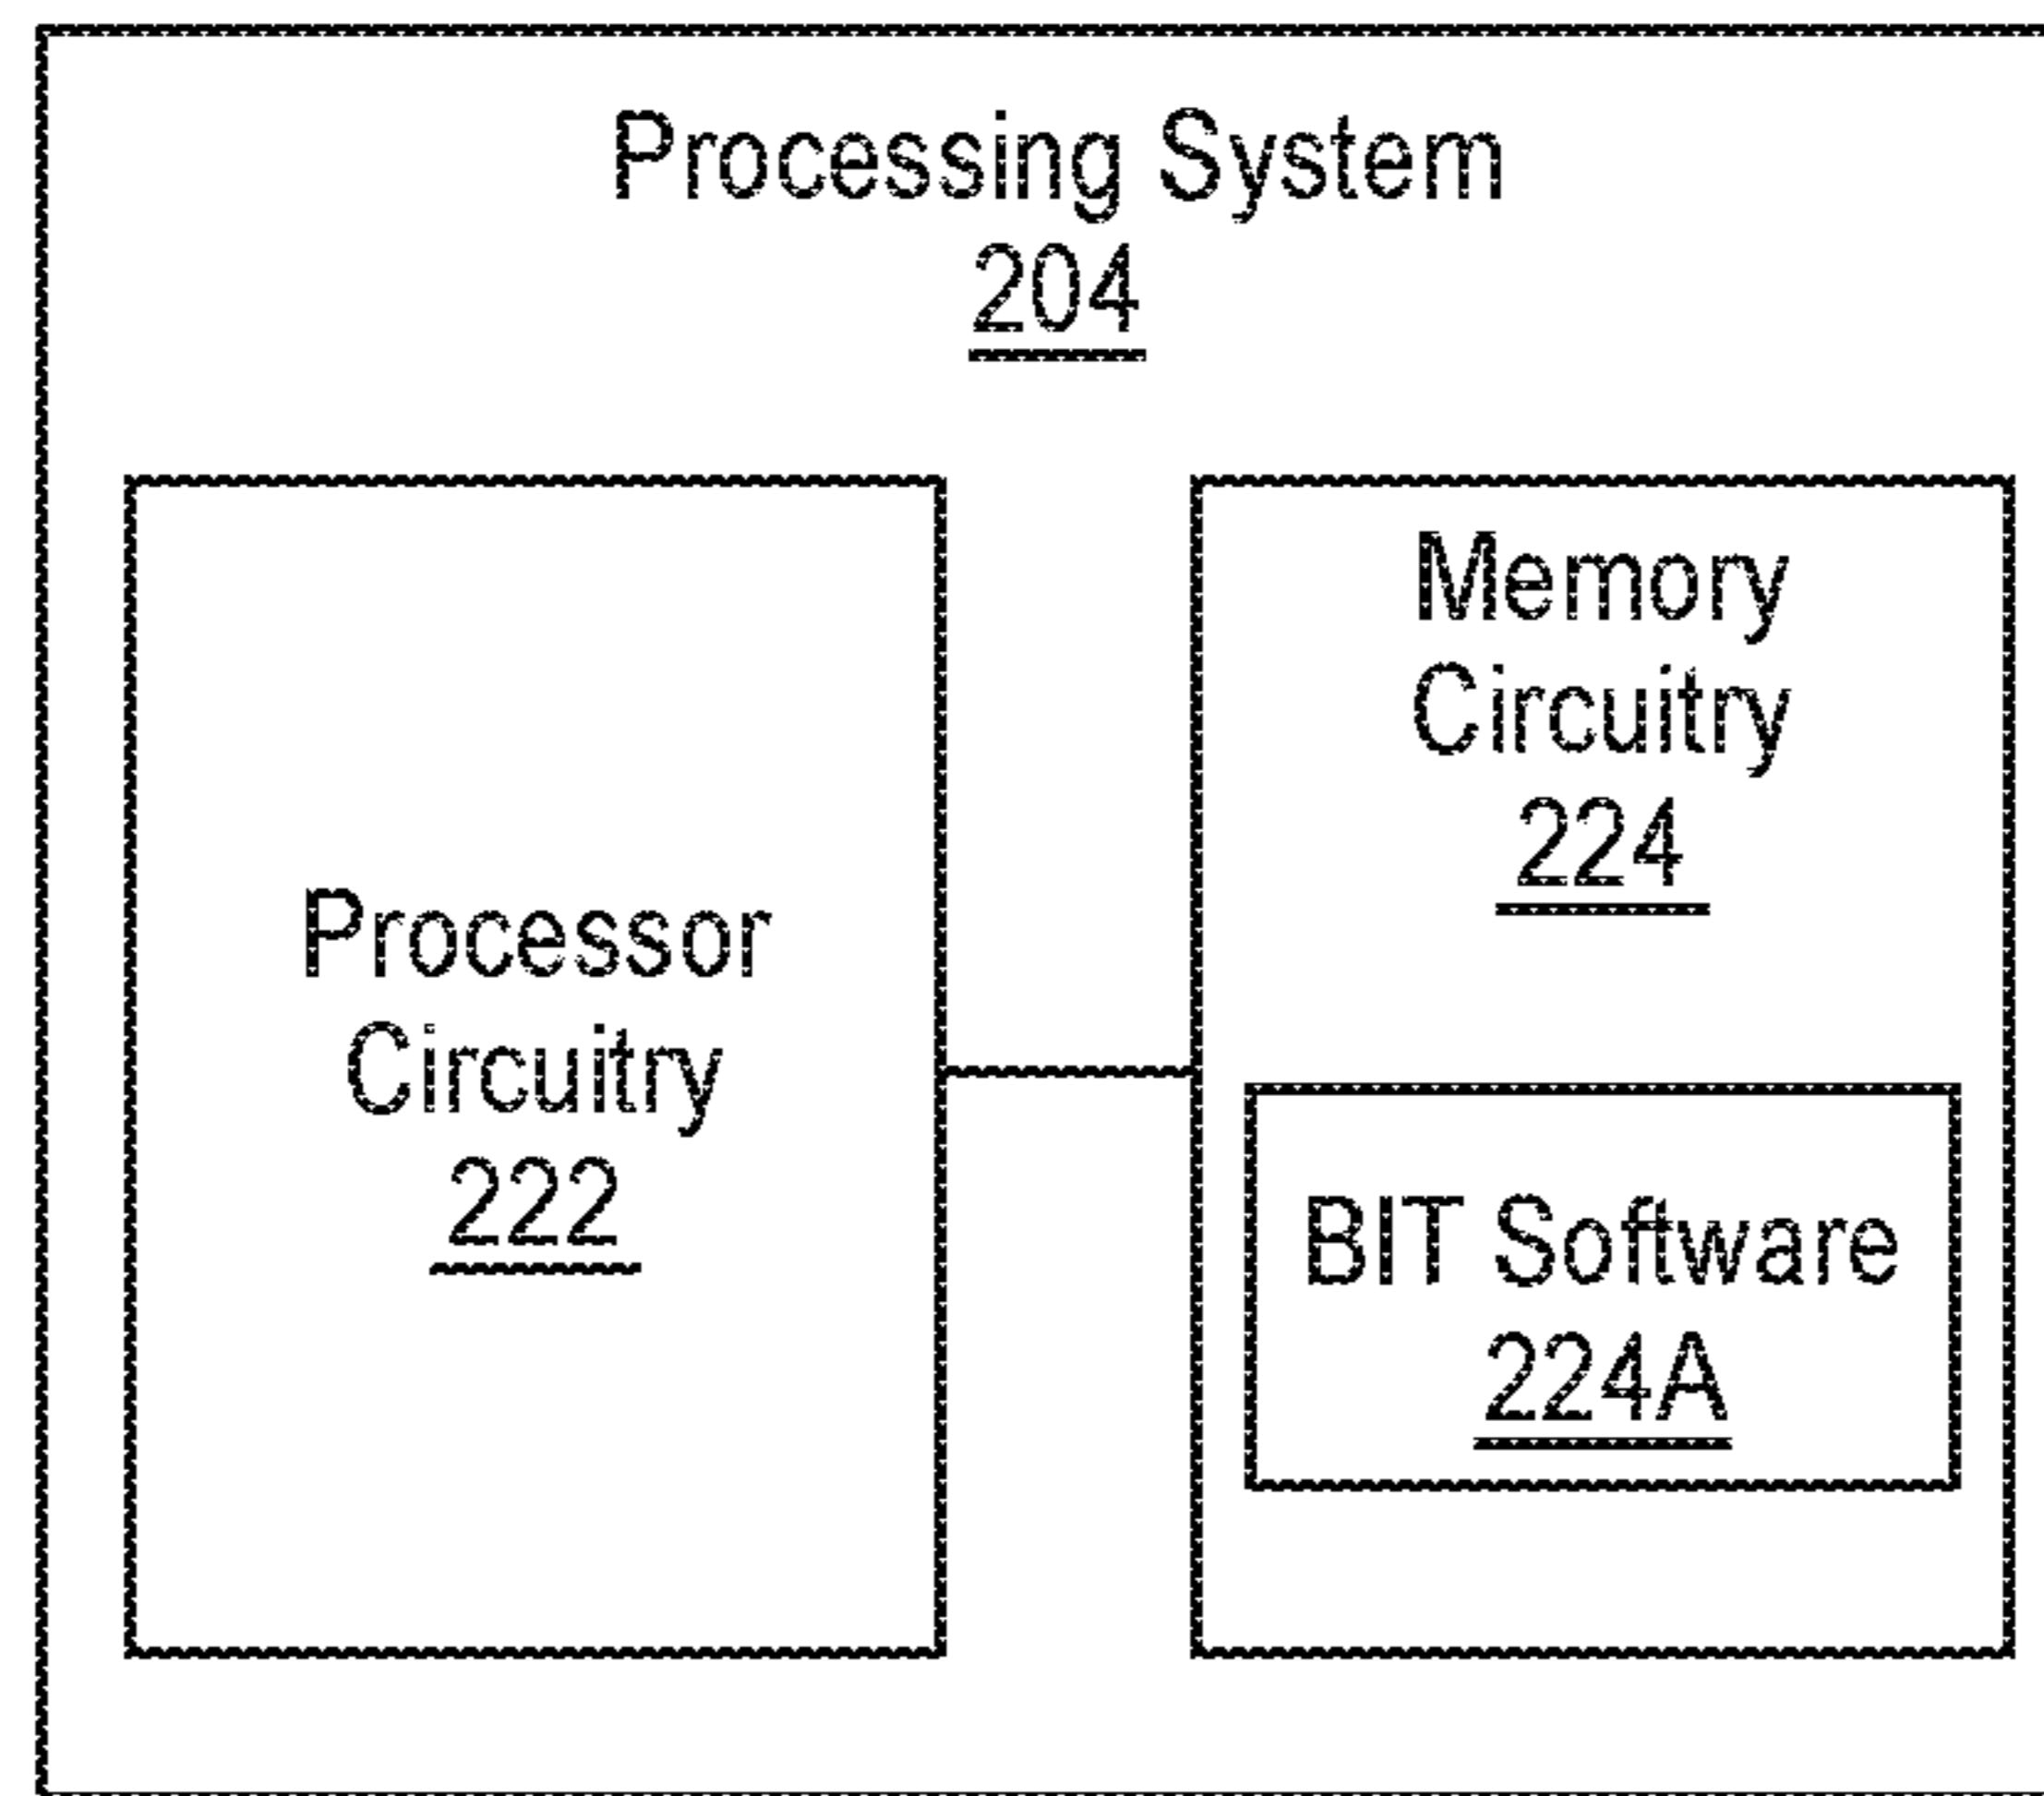 Processing System
204
Processor
Circuitry
222
Memory
Circuitry
224
BIT Software
224A